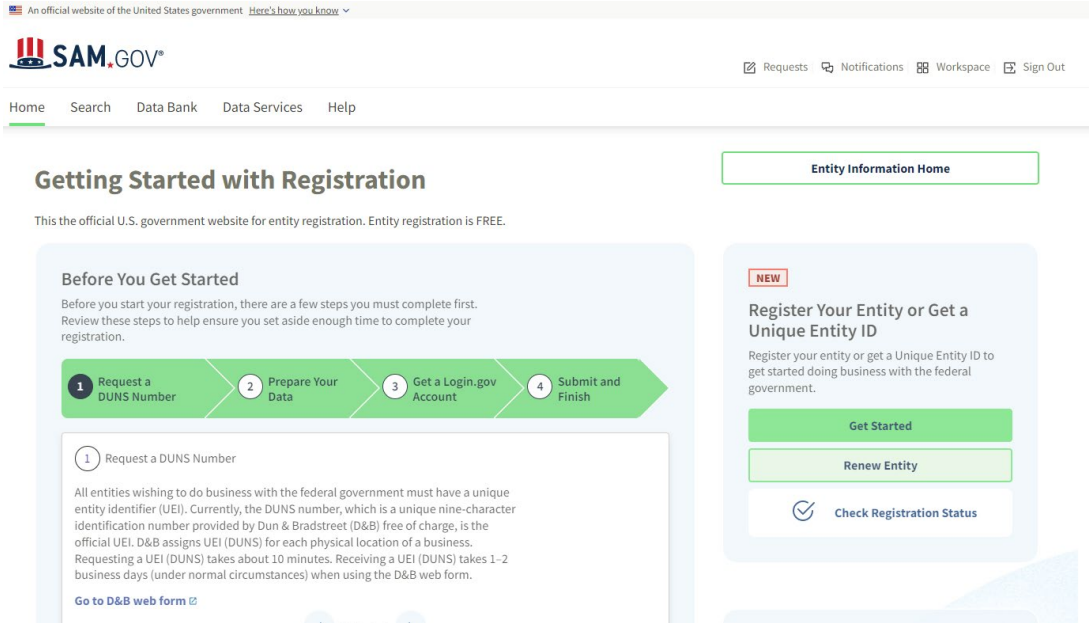 An official website of the United States government Here's how you know
SAM.GOV®
Requests Notifications Workspace Sign Out
Home Search Data Bank Data Services Help
Getting Started with Registration
Entity Information Home
This the official U.S. government website for entity registration. Entity registration is FREE.
Before You Get Started
Before you start your registration, there are a few steps you must complete first.
Review these steps to help ensure you set aside enough time to complete your
registration.
1 Request a
DUNS Number
2 Prepare Your
Data
3 Get a Login.gov
Account
4 Submit and
Finish
1 Request a DUNS Number
All entities wishing to do business with the federal government must have a unique
entity identifier (UEI). Currently, the DUNS number, which is a unique nine-character
identification number provided by Dun & Bradstreet (D&B) free of charge, is the
official UEI. D&B assigns UEI (DUNS) for each physical location of a business.
Requesting a UEI (DUNS) takes about 10 minutes. Receiving a UEI (DUNS) takes 1–2
business days (under normal circumstances) when using the D&B web form.
Go to D&B web form
NEW
Register Your Entity or Get a
Unique Entity ID
Register your entity or get a Unique Entity ID to
get started doing business with the federal
government.
Get Started
Renew Entity
Check Registration Status